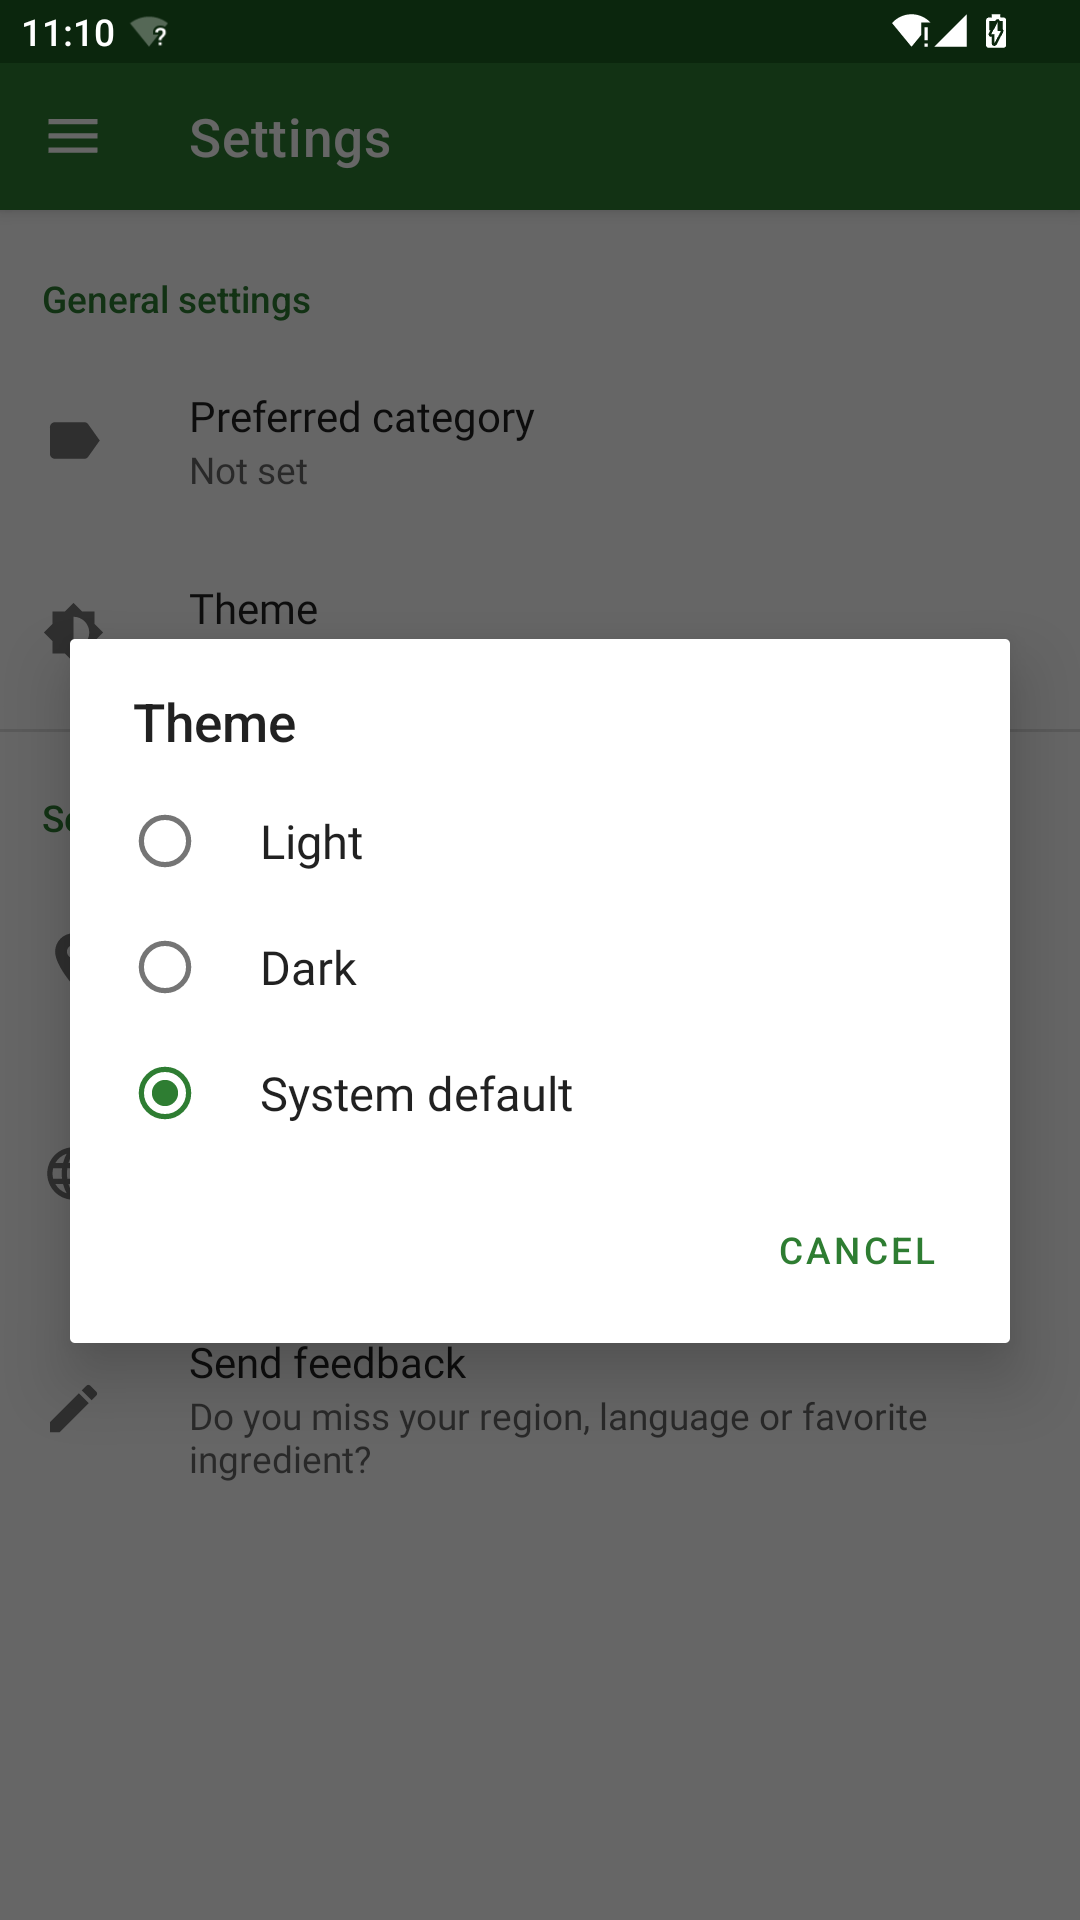 11:10
Settings
General settings
Preferred category
Not set
Theme
Theme
Light
Dark
System default
CANCEL
Send feedback
Do you miss your region, language or favorite
ingredient?